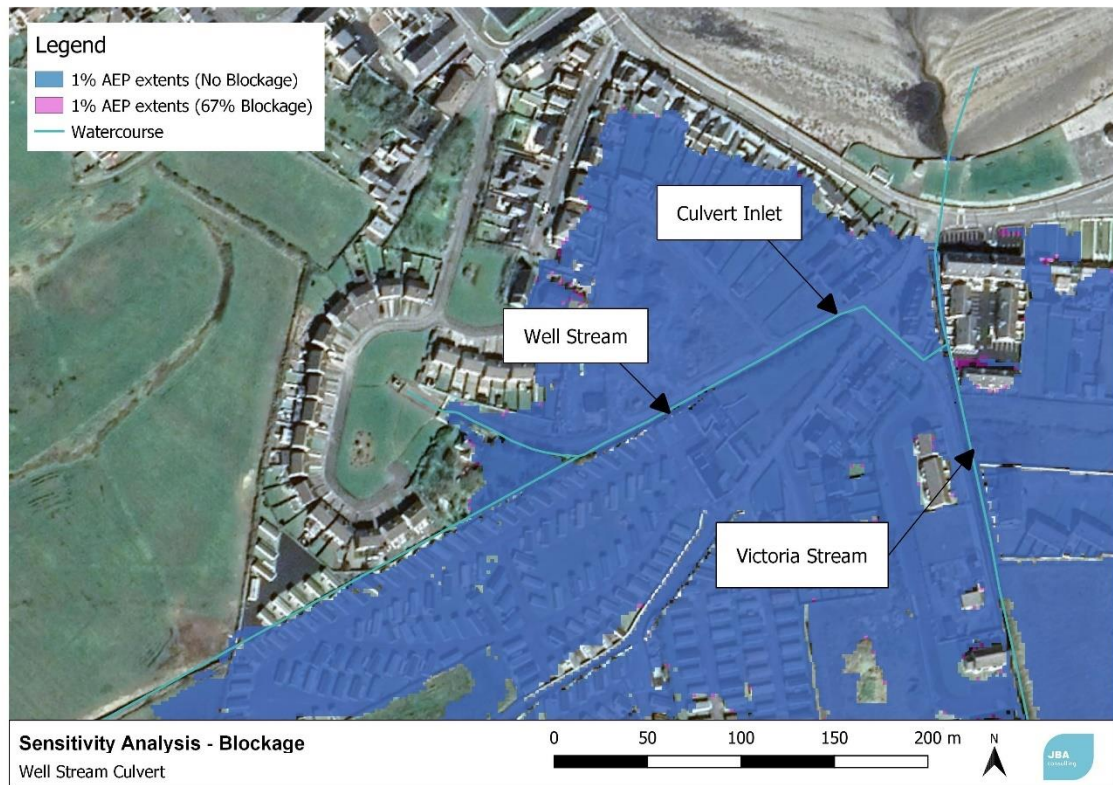 Legend
1% AEP extents (No Blockage)
1% AEP extents (67% Blockage)
Watercourse
Culvert Inlet
Well Stream
Victoria Stream
Sensitivity Analysis - Blockage
Well Stream Culvert
0 50 100 150 200 m
N
JBA
consulting